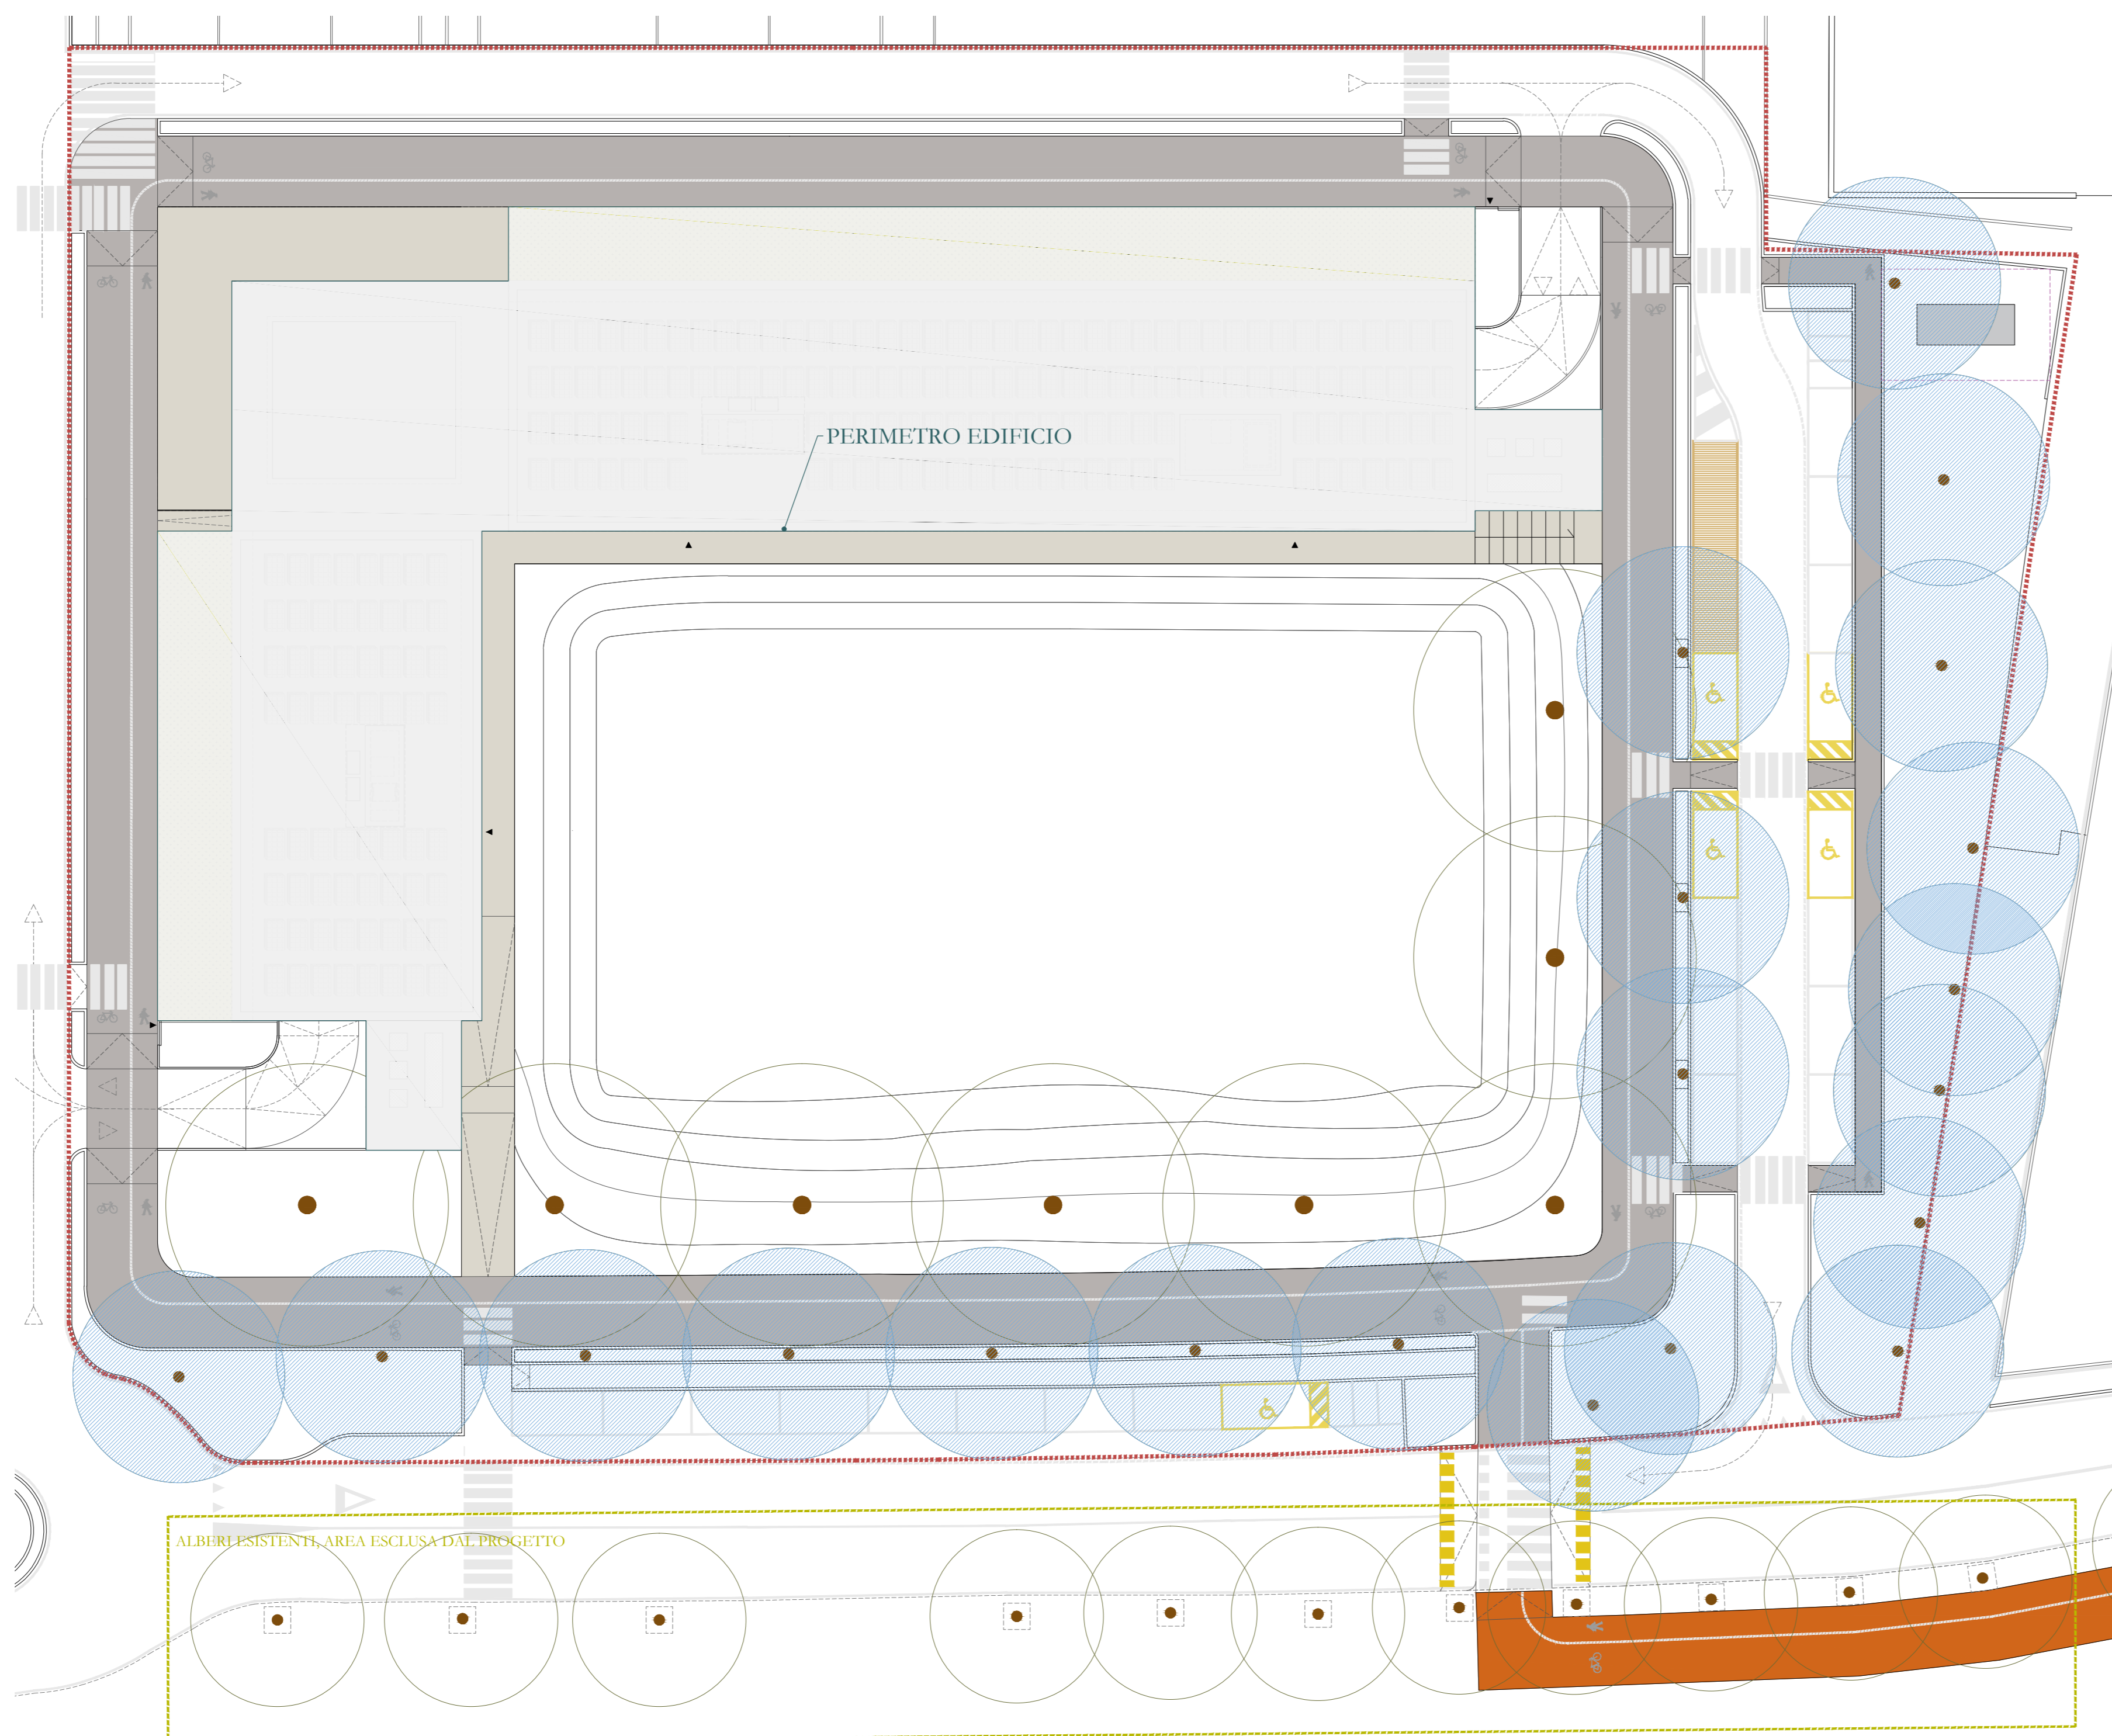 PERIMETRO EDIFICIO
ALBERI ESISTENTI, AREA ESCLUSA DAL PROGETTO